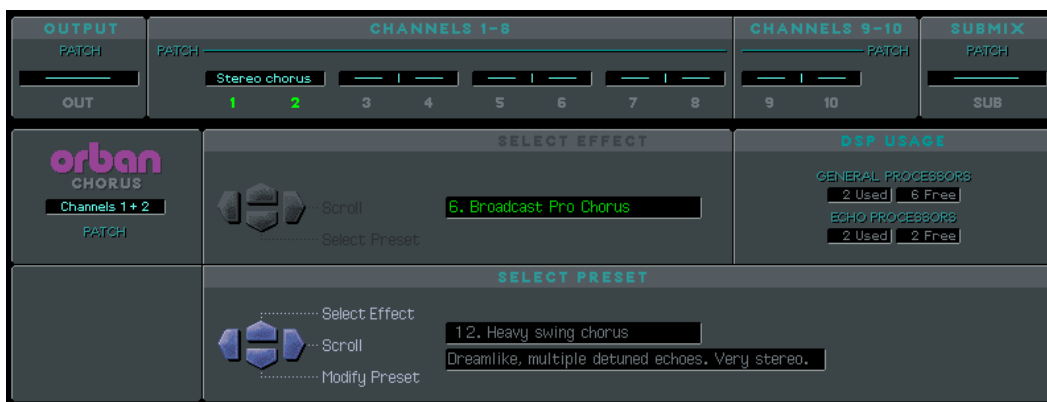 OUTPUT CHANNELS 1-8 CHANNELS 9-10 SUBMIX
PATCH PATCH PATCH PATCH
Stereo chorus
OUT 1 2 3 4 5 6 7 8 9 10 SUB
SELECT EFFECT DSP USAGE
orban
CHORUS
Channels 1 + 2
PATCH
Scroll
Select Preset
6. Broadcast Pro Chorus
GENERAL PROCESSORS
2 Used 6 Free
ECHO PROCESSORS
2 Used 2 Free
SELECT PRESET
Select Effect
Scroll
Modify Preset
12. Heavy swing chorus
Dreamlike, multiple detuned echoes. Very stereo.